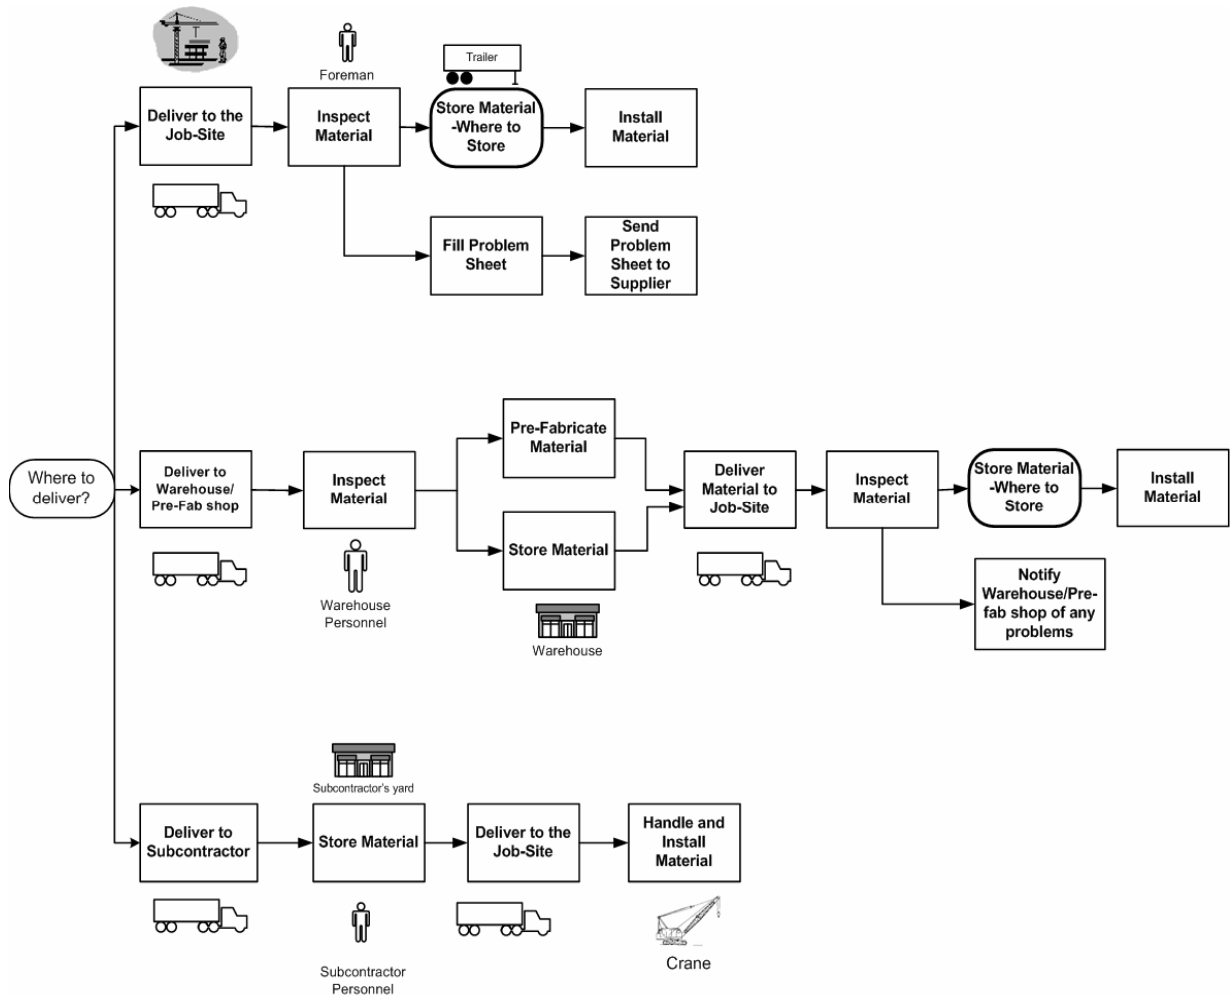 Foreman
Trailer
Deliver to the
Job-Site
Inspect
Material
Store Material
-Where to
Store
Install
Material
Fill Problem
Sheet
Send
Problem
Sheet to
Supplier
Where to
deliver?
Deliver to
Warehouse/
Pre-Fab shop
Inspect
Material
Warehouse
Personnel
Pre-Fabricate
Material
Store Material
Warehouse
Deliver
Material to
Job-Site
Inspect
Material
Store Material
-Where to
Store
Install
Material
Notify
Warehouse/Pre-
fab shop of any
problems
Subcontractor's yard
Deliver to
Subcontractor
Store Material
Subcontractor
Personnel
Deliver to the
Job-Site
Handle and
Install
Material
Crane